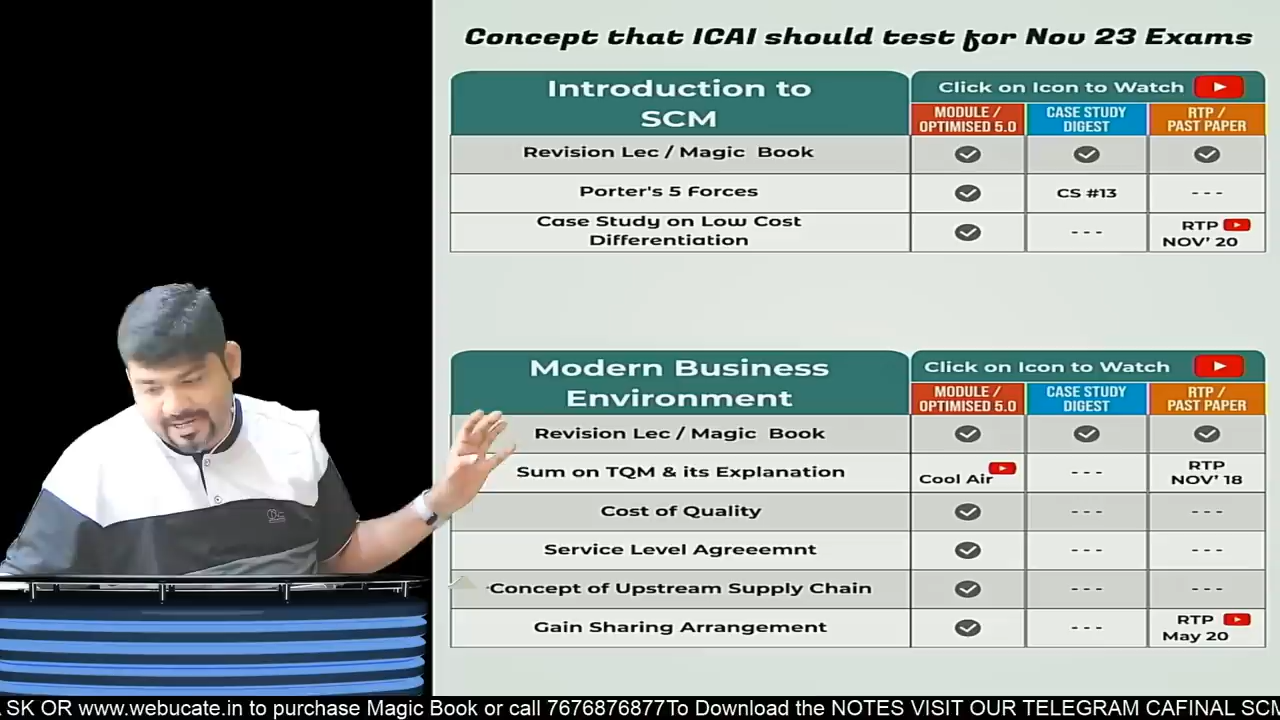 Concept that ICAI should test for Nov 23 Exams
Introduction to
SCM
Click on Icon to Watch
MODULE /
OPTIMISED 5.0
CASE STUDY
DIGEST
RTP /
PAST PAPER
Revision Lec / Magic Book
Porter's 5 Forces
CS #13
- - -
Case Study on Low Cost
Differentiation
- - -
RTP
NOV' 20
Modern Business
Environment
Click on Icon to Watch
MODULE /
OPTIMISED 5.0
CASE STUDY
DIGEST
RTP /
PAST PAPER
Revision Lec / Magic Book
Sum on TQM & its Explanation
Cool Air
- - -
RTP
NOV' 18
Cost of Quality
- - -
- - -
Service Level Agreeemnt
- - -
- - -
Concept of Upstream Supply Chain
- - -
- - -
Gain Sharing Arrangement
- - -
RTP
May 20
SK OR www.webucate.in to purchase Magic Book or call 7676876877To Download the NOTES VISIT OUR TELEGRAM CAFINAL SCM